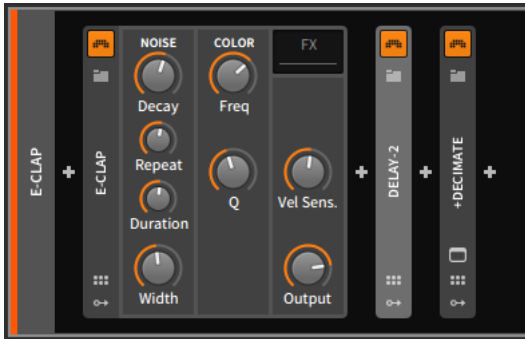 E-CLAP
E-CLAP
NOISE
Decay
Repeat
Duration
Width
COLOR
Freq
Q
FX
Vel Sens.
Output
DELAY-2
+DECIMATE